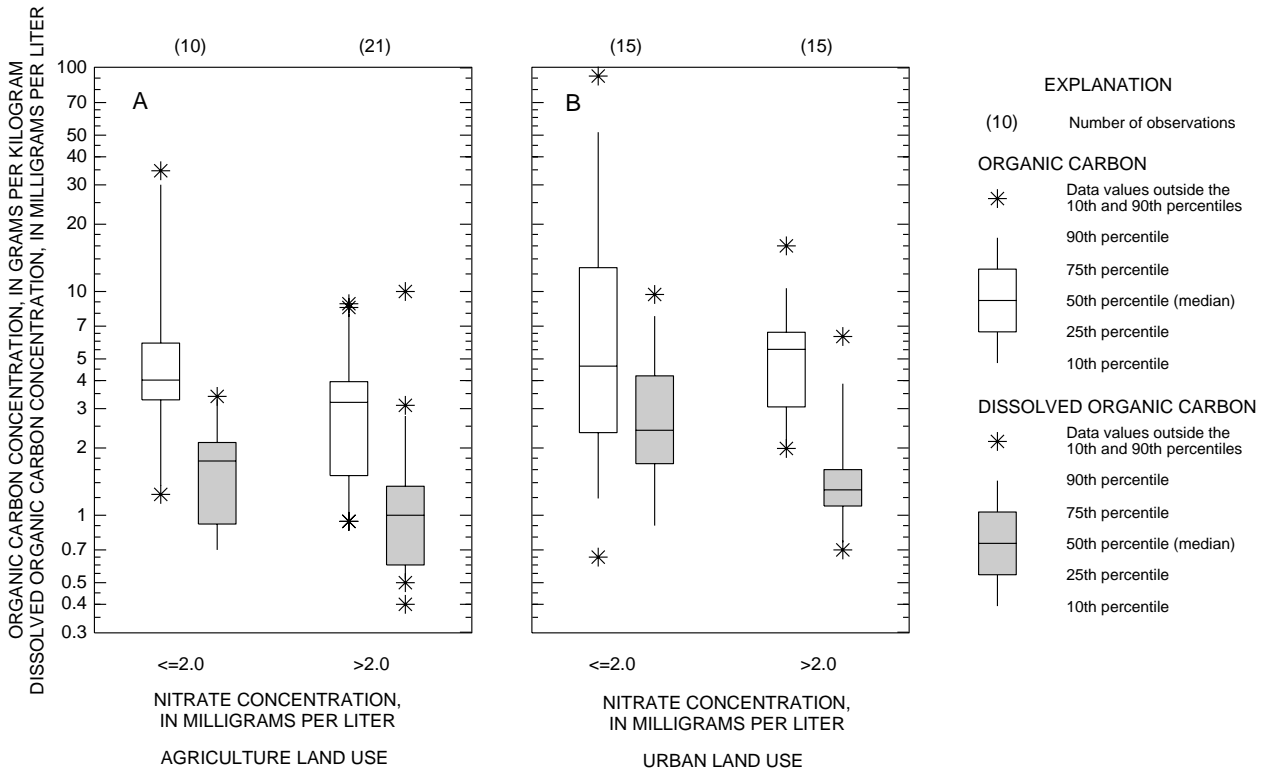 ORGANIC CARBON CONCENTRATION, IN GRAMS PER KILOGRAM
DISSOLVED ORGANIC CARBON CONCENTRATION, IN MILLIGRAMS PER LITER
(10) (21)
100
70
50
40
30
20
10
7
5
4
3
2
1
0.7
0.5
0.4
0.3
A
<=2.0 >2.0
NITRATE CONCENTRATION,
IN MILLIGRAMS PER LITER
AGRICULTURE LAND USE
(15) (15)
B
<=2.0 >2.0
NITRATE CONCENTRATION,
IN MILLIGRAMS PER LITER
URBAN LAND USE
EXPLANATION
(10) Number of observations
ORGANIC CARBON
Data values outside the
10th and 90th percentiles
90th percentile
75th percentile
50th percentile (median)
25th percentile
10th percentile
DISSOLVED ORGANIC CARBON
Data values outside the
10th and 90th percentiles
90th percentile
75th percentile
50th percentile (median)
25th percentile
10th percentile